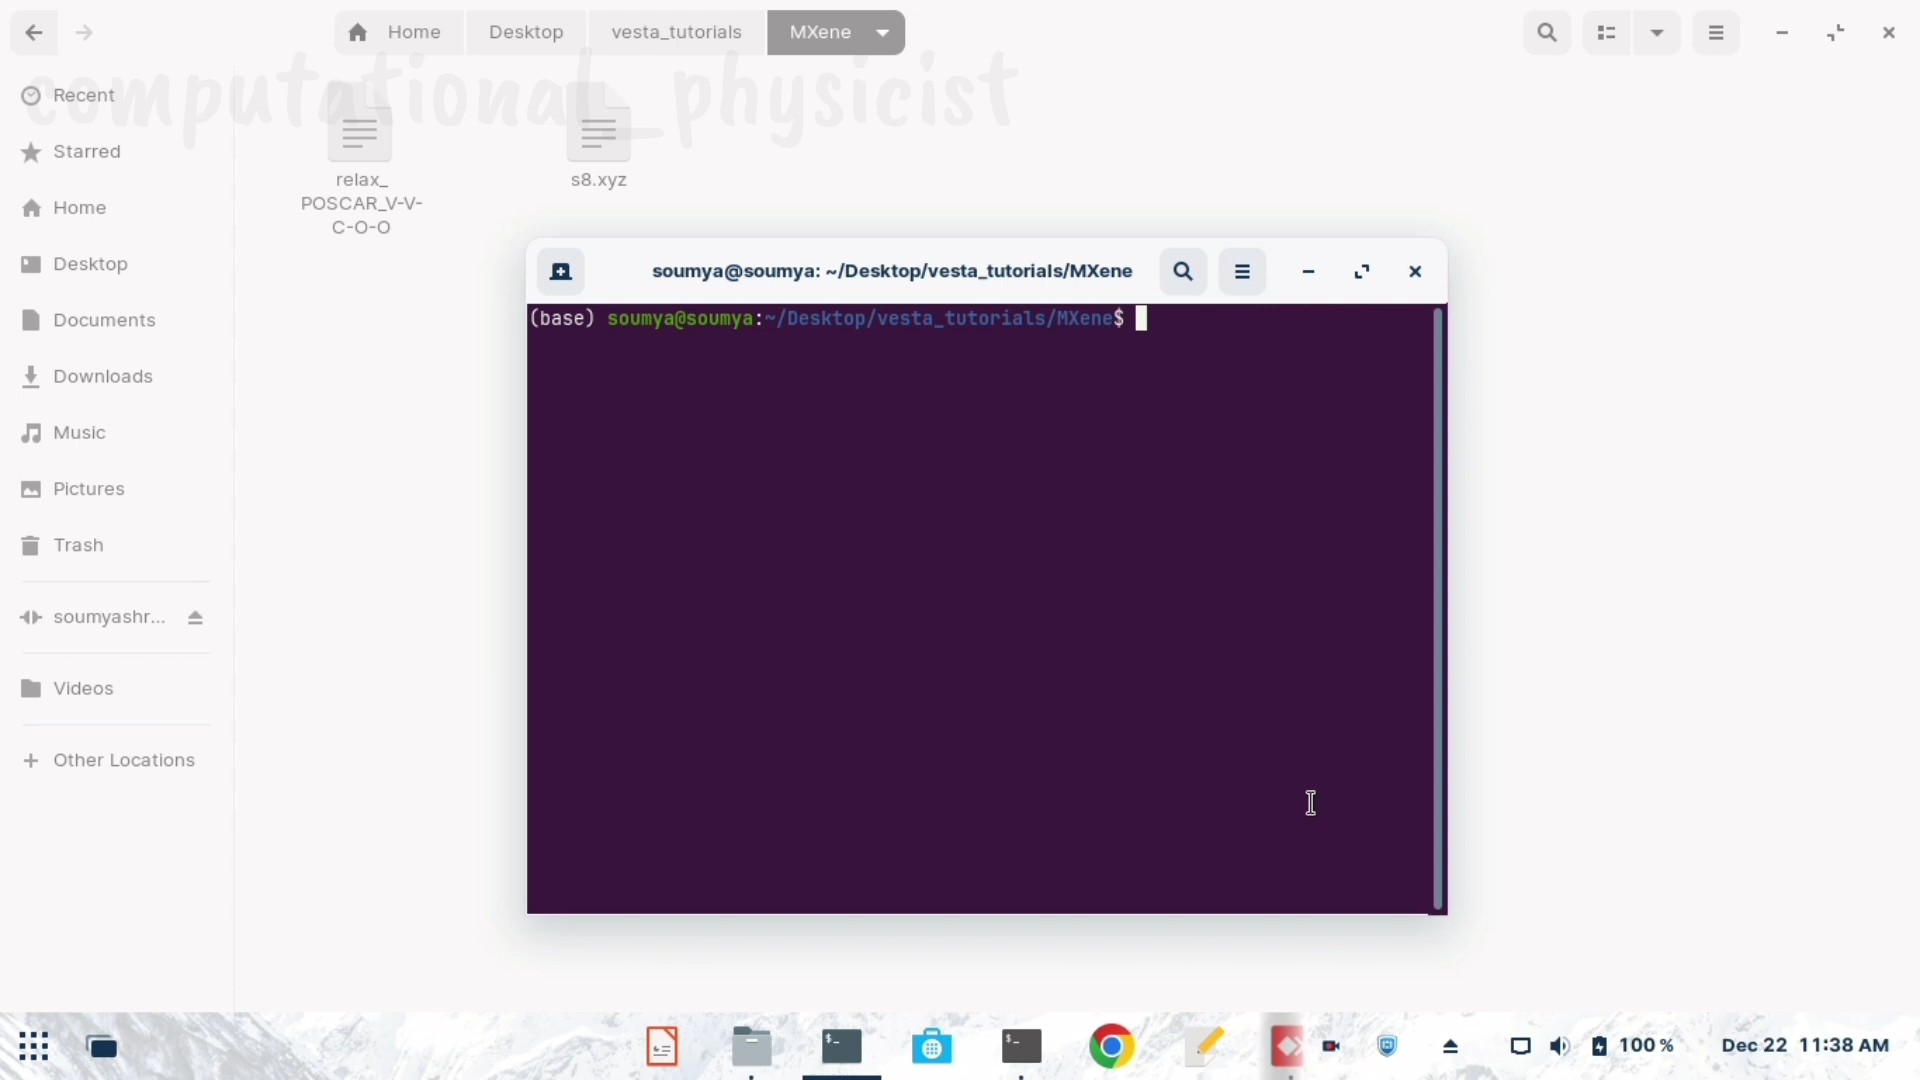 Home
Desktop
vesta_tutorials
MXene
computational_physicist
Recent
Starred
Home
Desktop
Documents
Downloads
Music
Pictures
Trash
soumyashr...
Videos
Other Locations
relax_
POSCAR_V-V-
C-O-O
s8.xyz
soumya@soumya: ~/Desktop/vesta_tutorials/MXene
(base) soumya@soumya:~/Desktop/vesta_tutorials/MXene$
100 %
Dec 22 11:38 AM